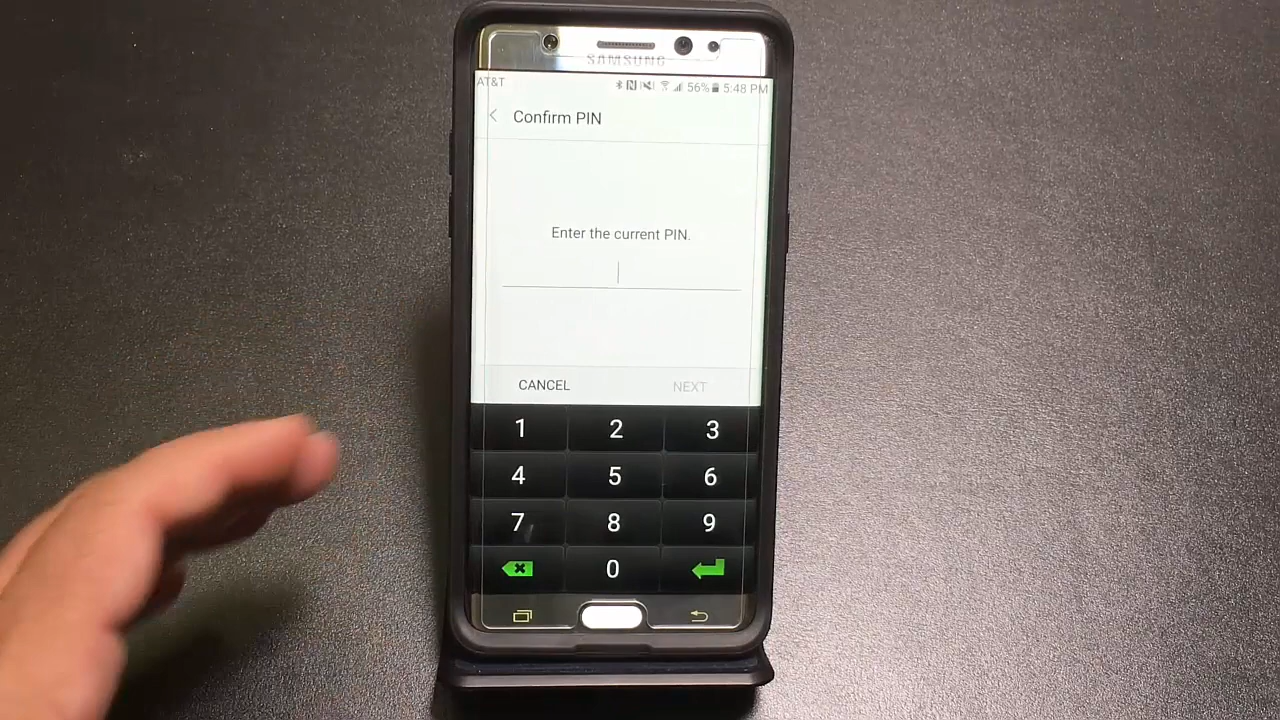 SAMSUNG
AT&T 56% 5:48 PM
Confirm PIN
Enter the current PIN.
CANCEL NEXT
1 2 3
4 5 6
7 8 9
0